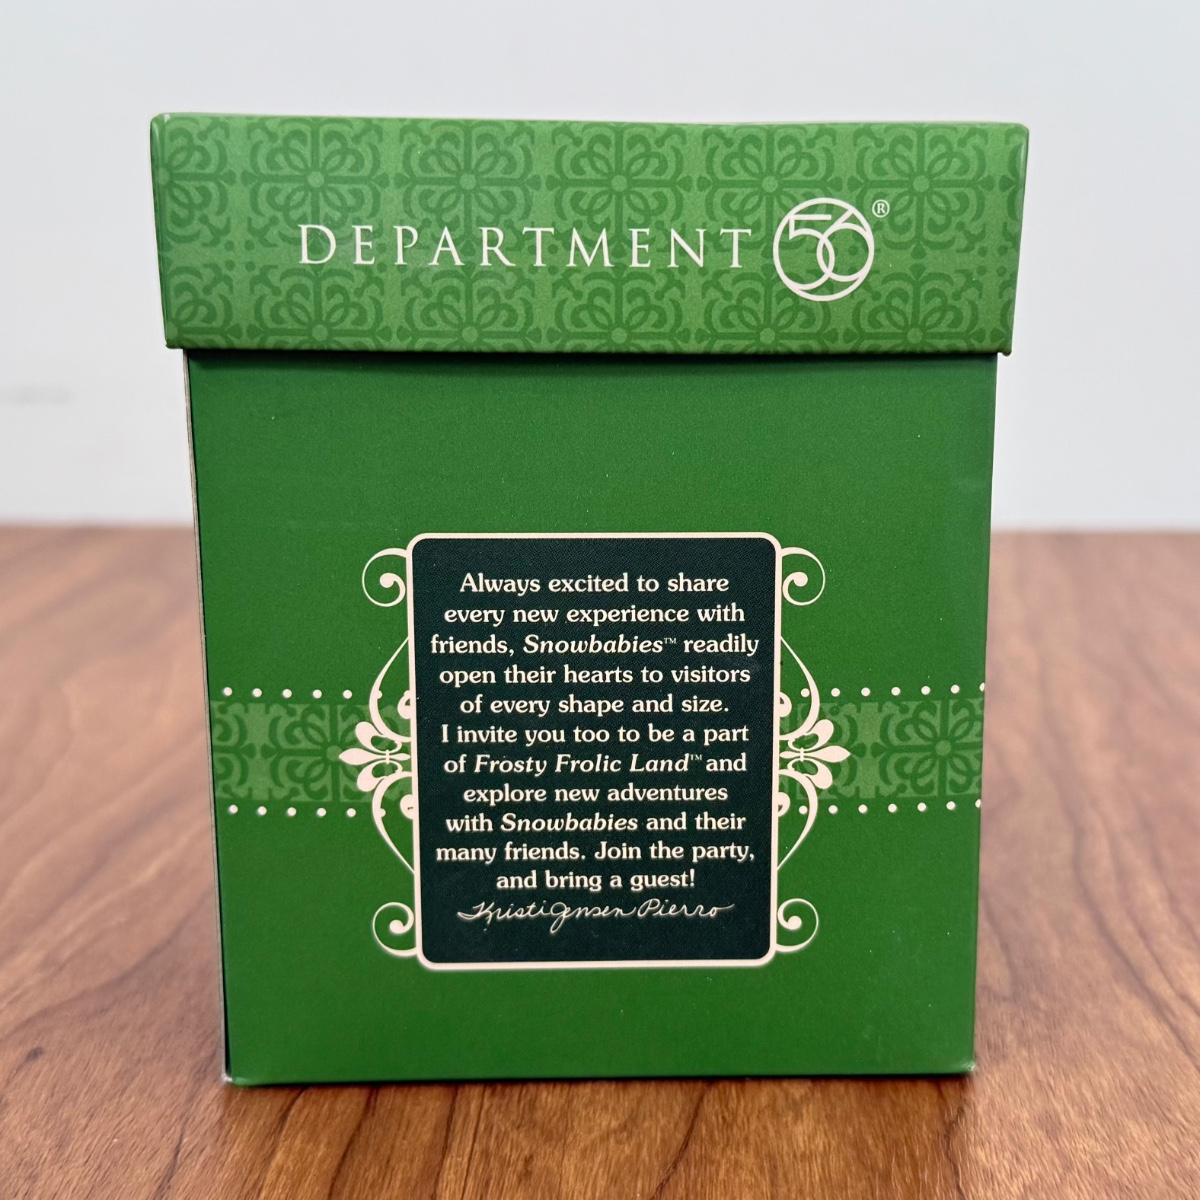 DEPARTMENT 56®
Always excited to share
every new experience with
friends, Snowbabies™ readily
open their hearts to visitors
of every shape and size.
I invite you too to be a part
of Frosty Frolic Land™ and
explore new adventures
with Snowbabies and their
many friends. Join the party,
and bring a guest!
Kristi Jensen Pierro